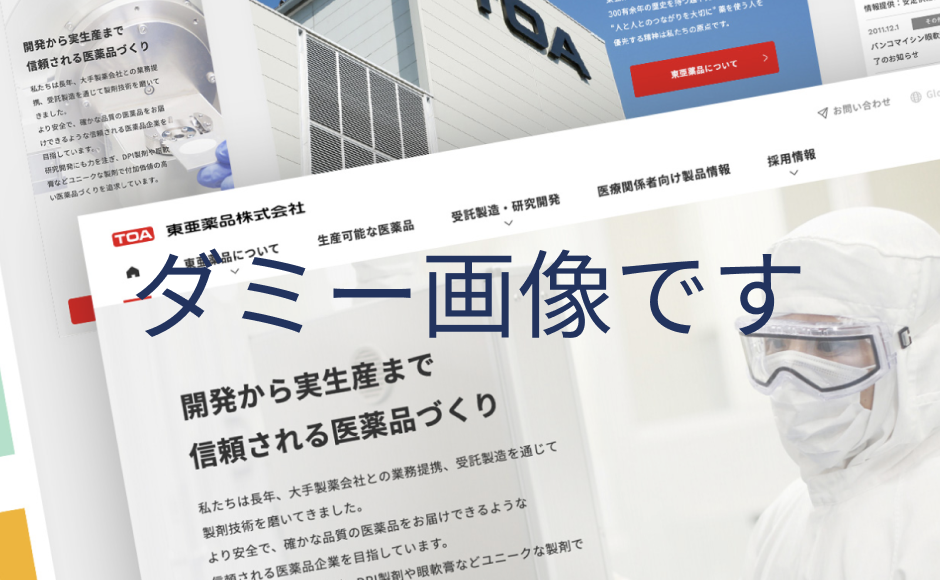 開発から実生産まで
信頼される医薬品づくり
私たちは長年、大手製薬会社との業務提
携、受託製造を通じて製剤技術を磨いて
きました。
より安全で、確かな品質の医薬品をお届
けできるような信頼される医薬品企業を
目指しています。
研究開発にも力を注ぎ、DPI製剤や眼軟
膏などユニークな製剤で付加価値の高
い医薬品づくりを追求しています。
TOA
300有余年の歴史を持つ
“人と人とのつながりを大切に” 薬を使う人を
優先する精神は私たちの原点です。
東亜薬品について
2011.12.1
バンコマイシン眼軟
了のお知らせ
お問い合わせ
TOA 東亜薬品株式会社
東亜薬品について
生産可能な医薬品
受託製造・研究開発
医療関係者向け製品情報
採用情報
ダミー画像です
開発から実生産まで
信頼される医薬品づくり
私たちは長年、大手製薬会社との業務提携、受託製造を通じて
製剤技術を磨いてきました。
より安全で、確かな品質の医薬品をお届けできるような
信頼される医薬品企業を目指しています。
DPI製剤や眼軟膏などユニークな製剤で